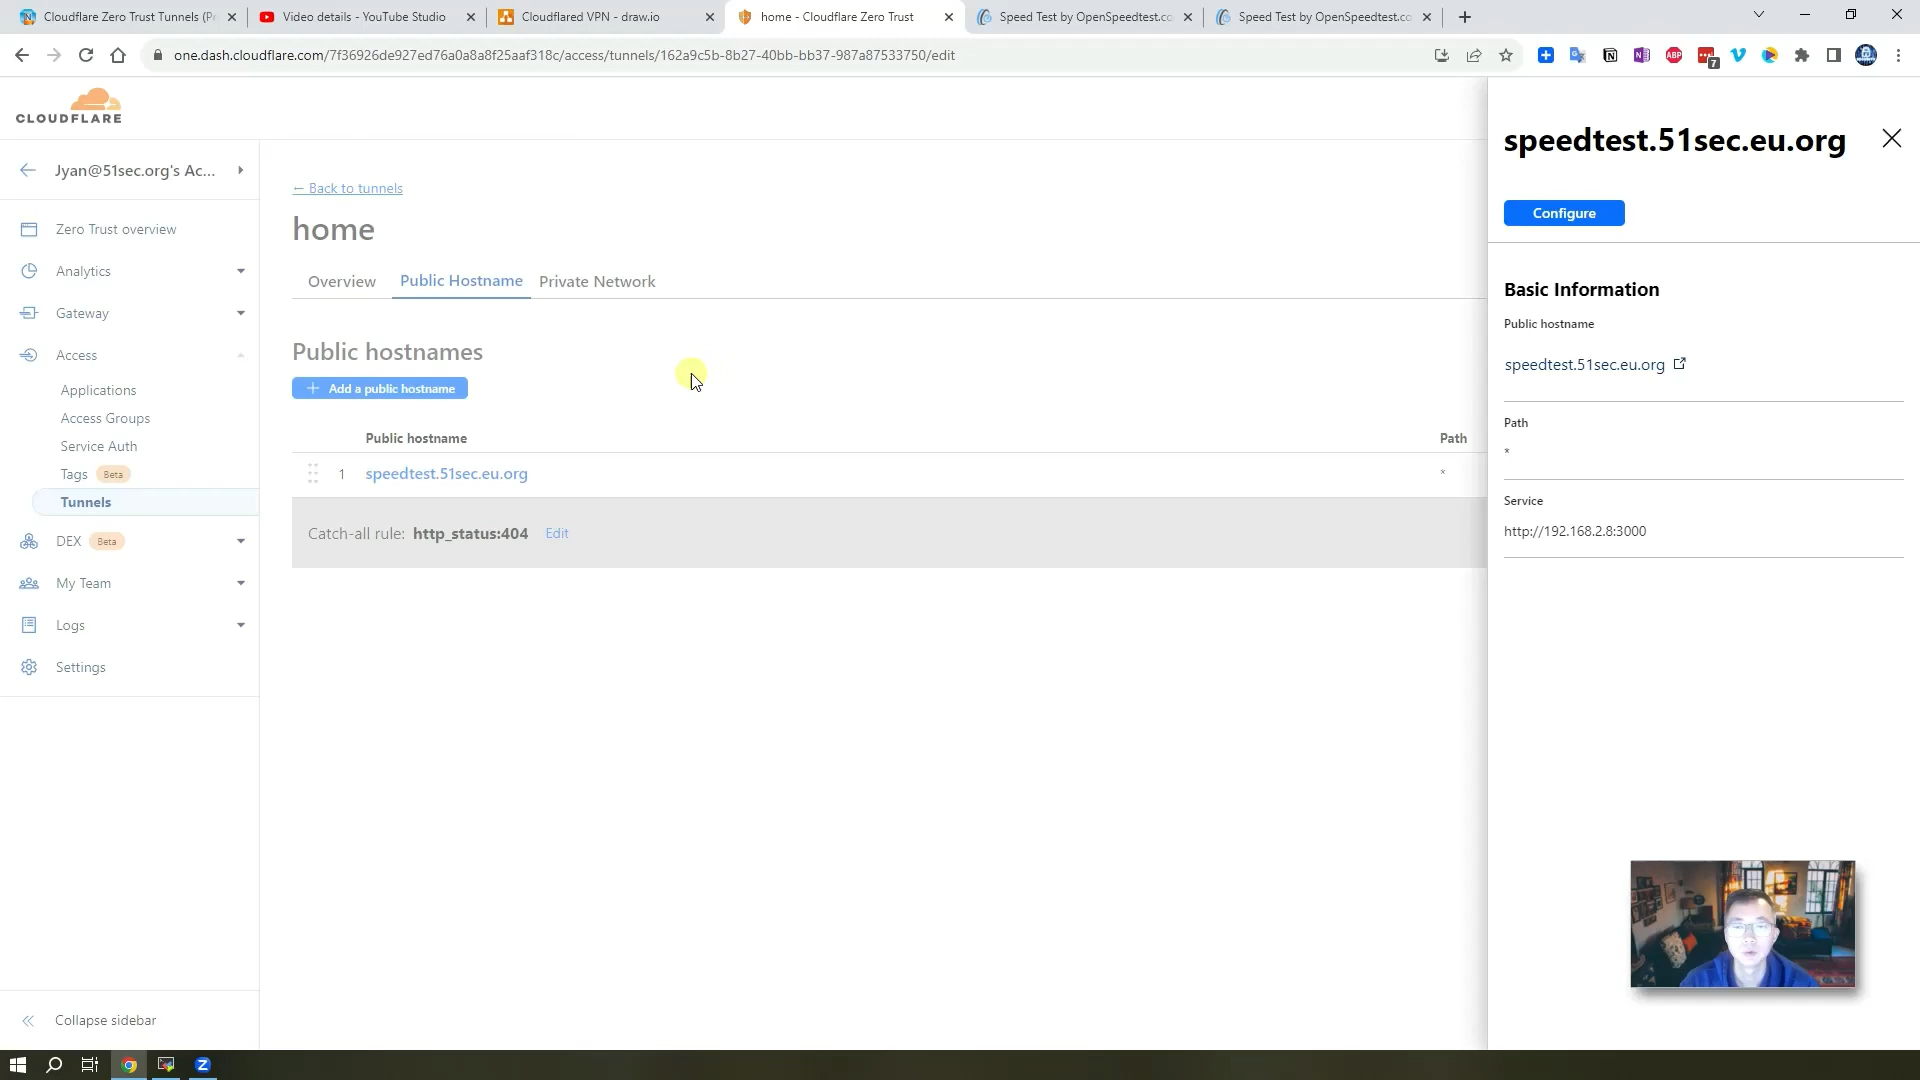 Cloudflare Zero Trust Tunnels (Pr
Video details - YouTube Studio
Cloudflared VPN - draw.io
home - Cloudflare Zero Trust
Speed Test by OpenSpeedtest.co
Speed Test by OpenSpeedtest.co
one.dash.cloudflare.com/7f36926de927ed76a0a8a8f25aaf318c/access/tunnels/162a9c5b-8b27-40bb-bb37-987a87533750/edit
ABP
7
CLOUDFLARE
Jyan@51sec.org's Ac...
Zero Trust overview
Analytics
Gateway
Access
Applications
Access Groups
Service Auth
Tags Beta
Tunnels
DEX Beta
My Team
Logs
Settings
Collapse sidebar
← Back to tunnels
home
Overview
Public Hostname
Private Network
Public hostnames
+ Add a public hostname
Public hostname
Path
1
speedtest.51sec.eu.org
*
Catch-all rule: http_status:404 Edit
speedtest.51sec.eu.org
Configure
Basic Information
Public hostname
speedtest.51sec.eu.org
Path
*
Service
http://192.168.2.8:3000